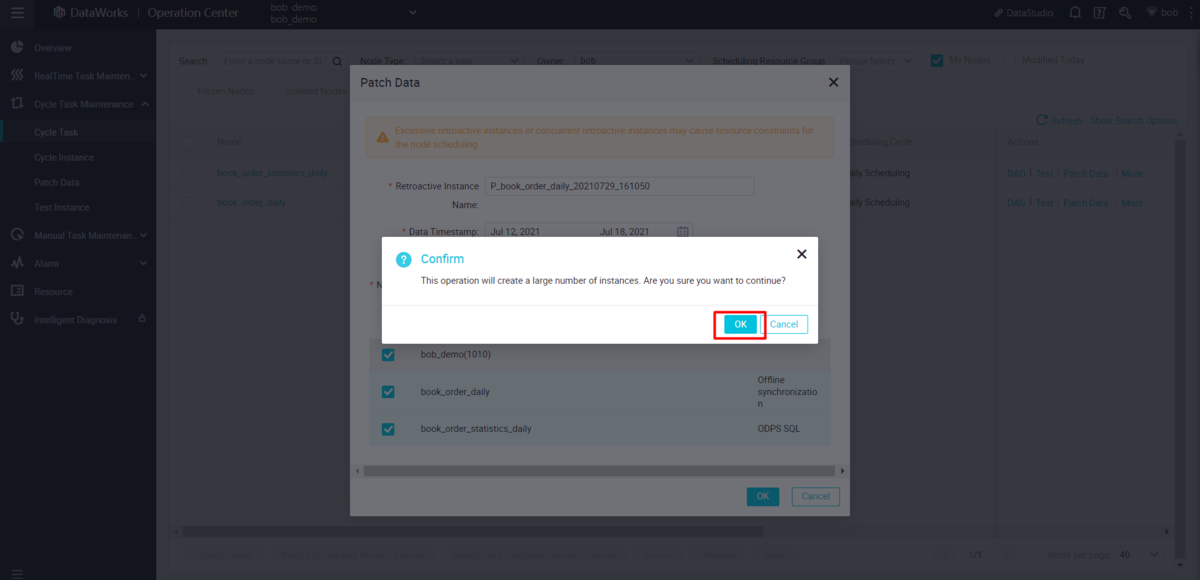 DataWorks | Operation Center
bob_demo
bob_demo
DataStudio
bob
Overview
RealTime Task Mainten...
Cycle Task Maintenance
Cycle Task
Cycle Instance
Patch Data
Test Instance
Manual Task Maintenan...
Alarm
Resource
Intelligent Diagnosis
Search: Enter a node name or ID Node Type: Owner: bob Scheduling Resource Group Please Select My Nodes Modified Today
Frozen Nodes Isolated Nodes
Refresh Show Search Options
Name Scheduling Cycle Actions
book_order_statistics_daily Daily Scheduling DAG | Test | Patch Data | More
book_order_daily Daily Scheduling DAG | Test | Patch Data | More
Patch Data
Excessive retroactive instances or concurrent retroactive instances may cause resource constraints for
the node scheduling.
* Retroactive Instance P_book_order_daily_20210729_161050
Name:
* Data Timestamp: Jul 12, 2021 Jul 18, 2021
* N
Confirm
This operation will create a large number of instances. Are you sure you want to continue?
OK Cancel
bob_demo(1010)
book_order_daily
Offline
synchronizatio
n
book_order_statistics_daily ODPS SQL
OK Cancel
1/1 Items per page: 40